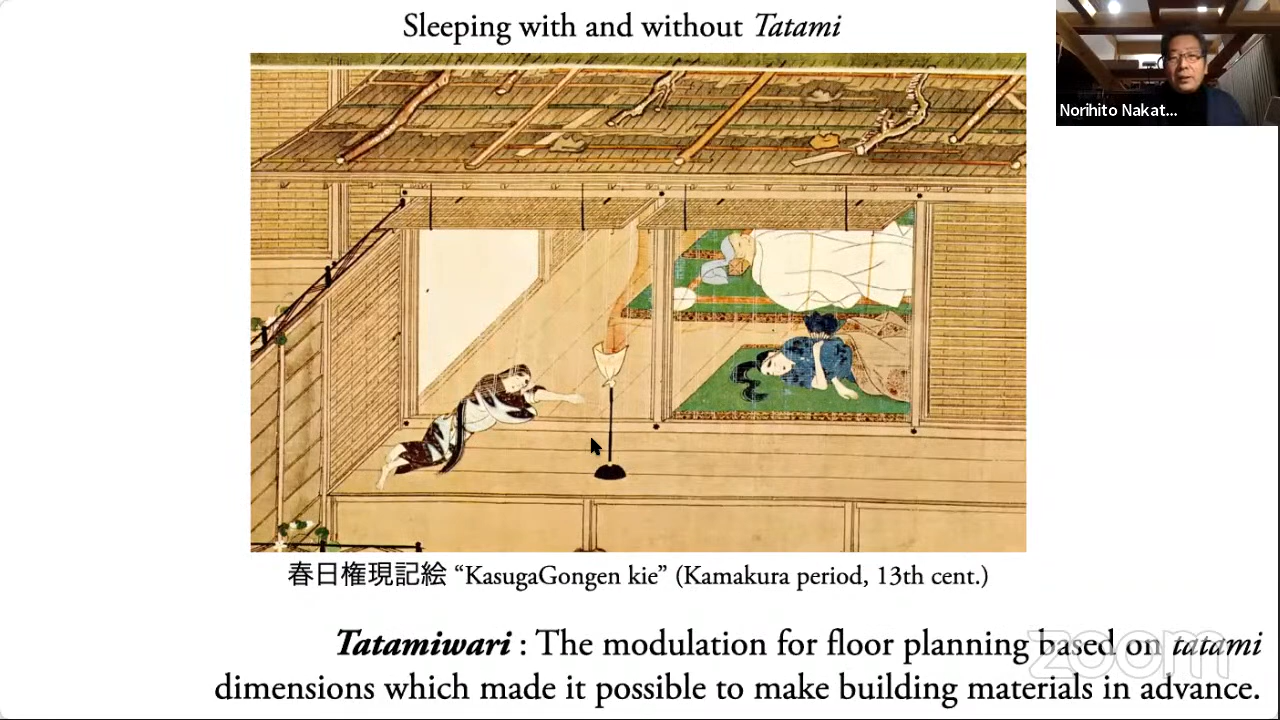 Sleeping with and without Tatami
Norihito Nakat...
春日権現記絵 “KasugaGongen kie” (Kamakura period, 13th cent.)
Tatamiwari : The modulation for floor planning based on tatami
dimensions which made it possible to make building materials in advance.
zoom